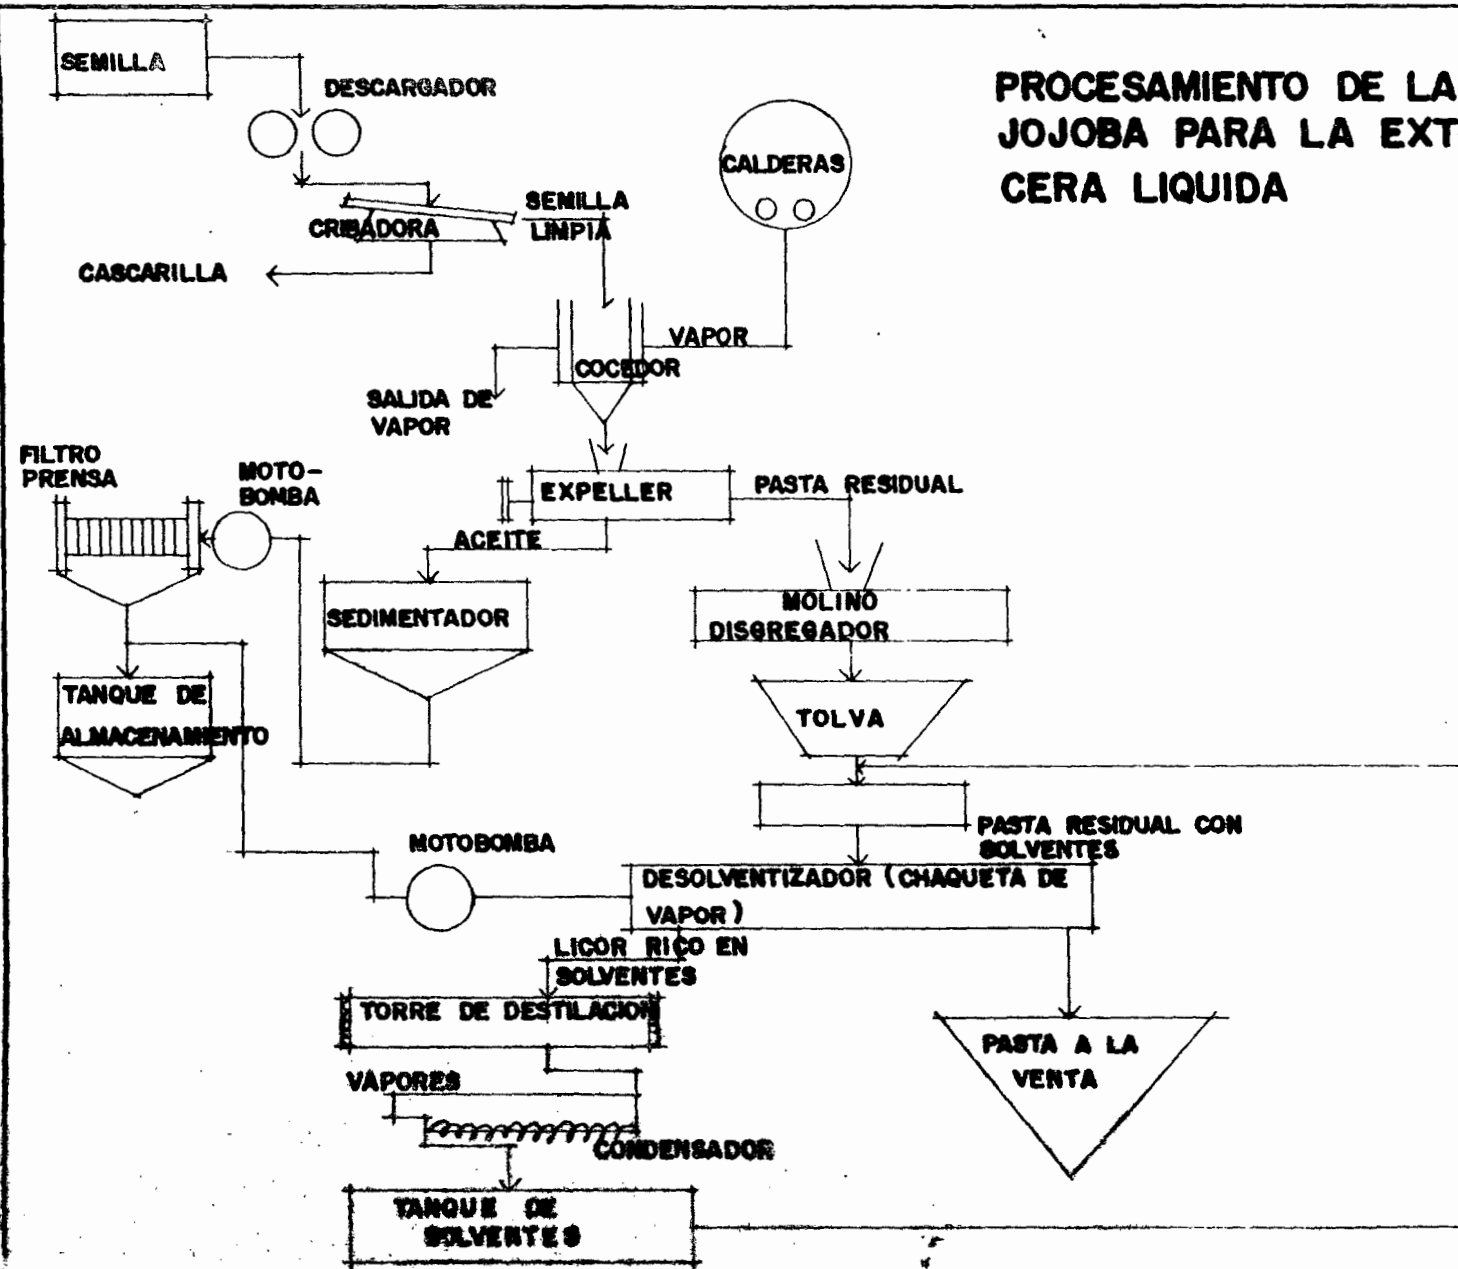 PROCESAMIENTO DE LA
JOJOBA PARA LA EXT
CERA LIQUIDA
SEMILLA
DESCARGADOR
CALDERAS
CRIBADORA
SEMILLA
LIMPIA
CASCARILLA
VAPOR
COCEDOR
SALIDA DE
VAPOR
FILTRO
PRENSA
MOTO-
BOMBA
EXPELLER
PASTA RESIDUAL
ACEITE
SEDIMENTADOR
MOLINO
DISGREGADOR
TANQUE DE
ALMACENAMIENTO
TOLVA
PASTA RESIDUAL CON
SOLVENTES
MOTOBOMBA
DESOLVENTIZADOR (CHAQUETA DE
VAPOR)
LICOR RICO EN
SOLVENTES
TORRE DE DESTILACION
PASTA A LA
VENTA
VAPORES
CONDENSADOR
TANQUE DE
SOLVENTES